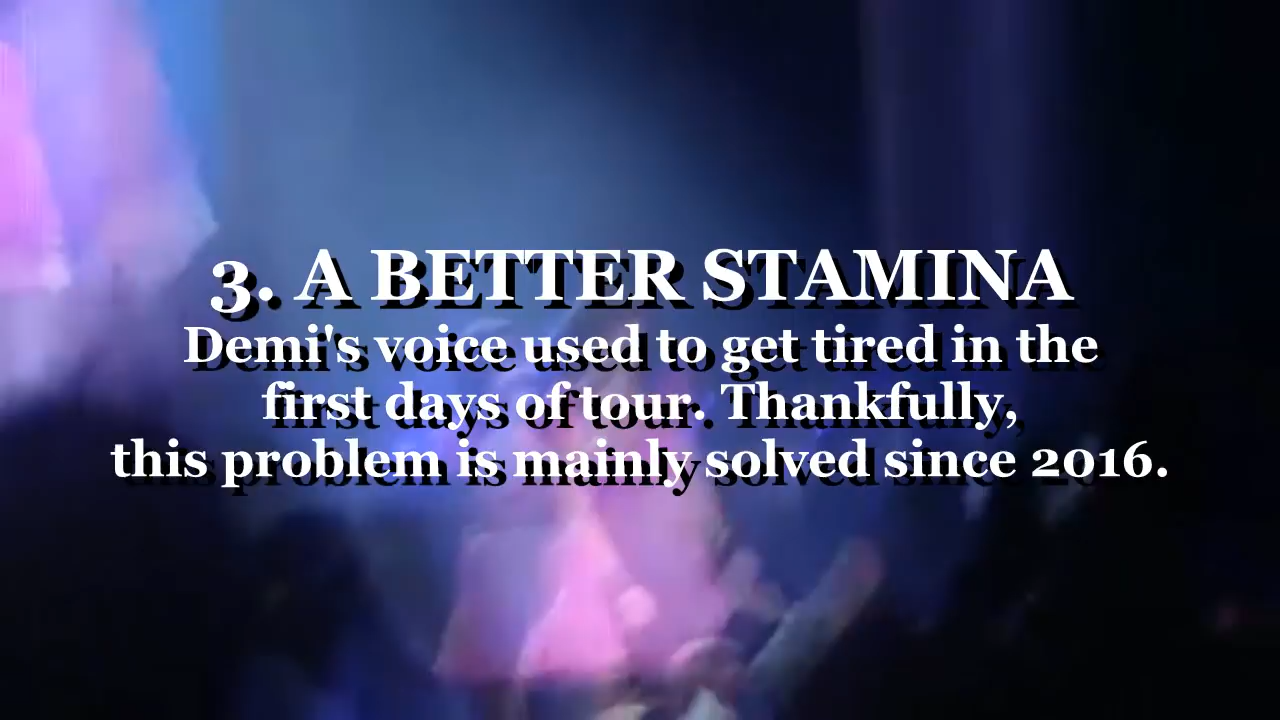 3. A BETTER STAMINA
Demi's voice used to get tired in the
first days of tour. Thankfully,
this problem is mainly solved since 2016.